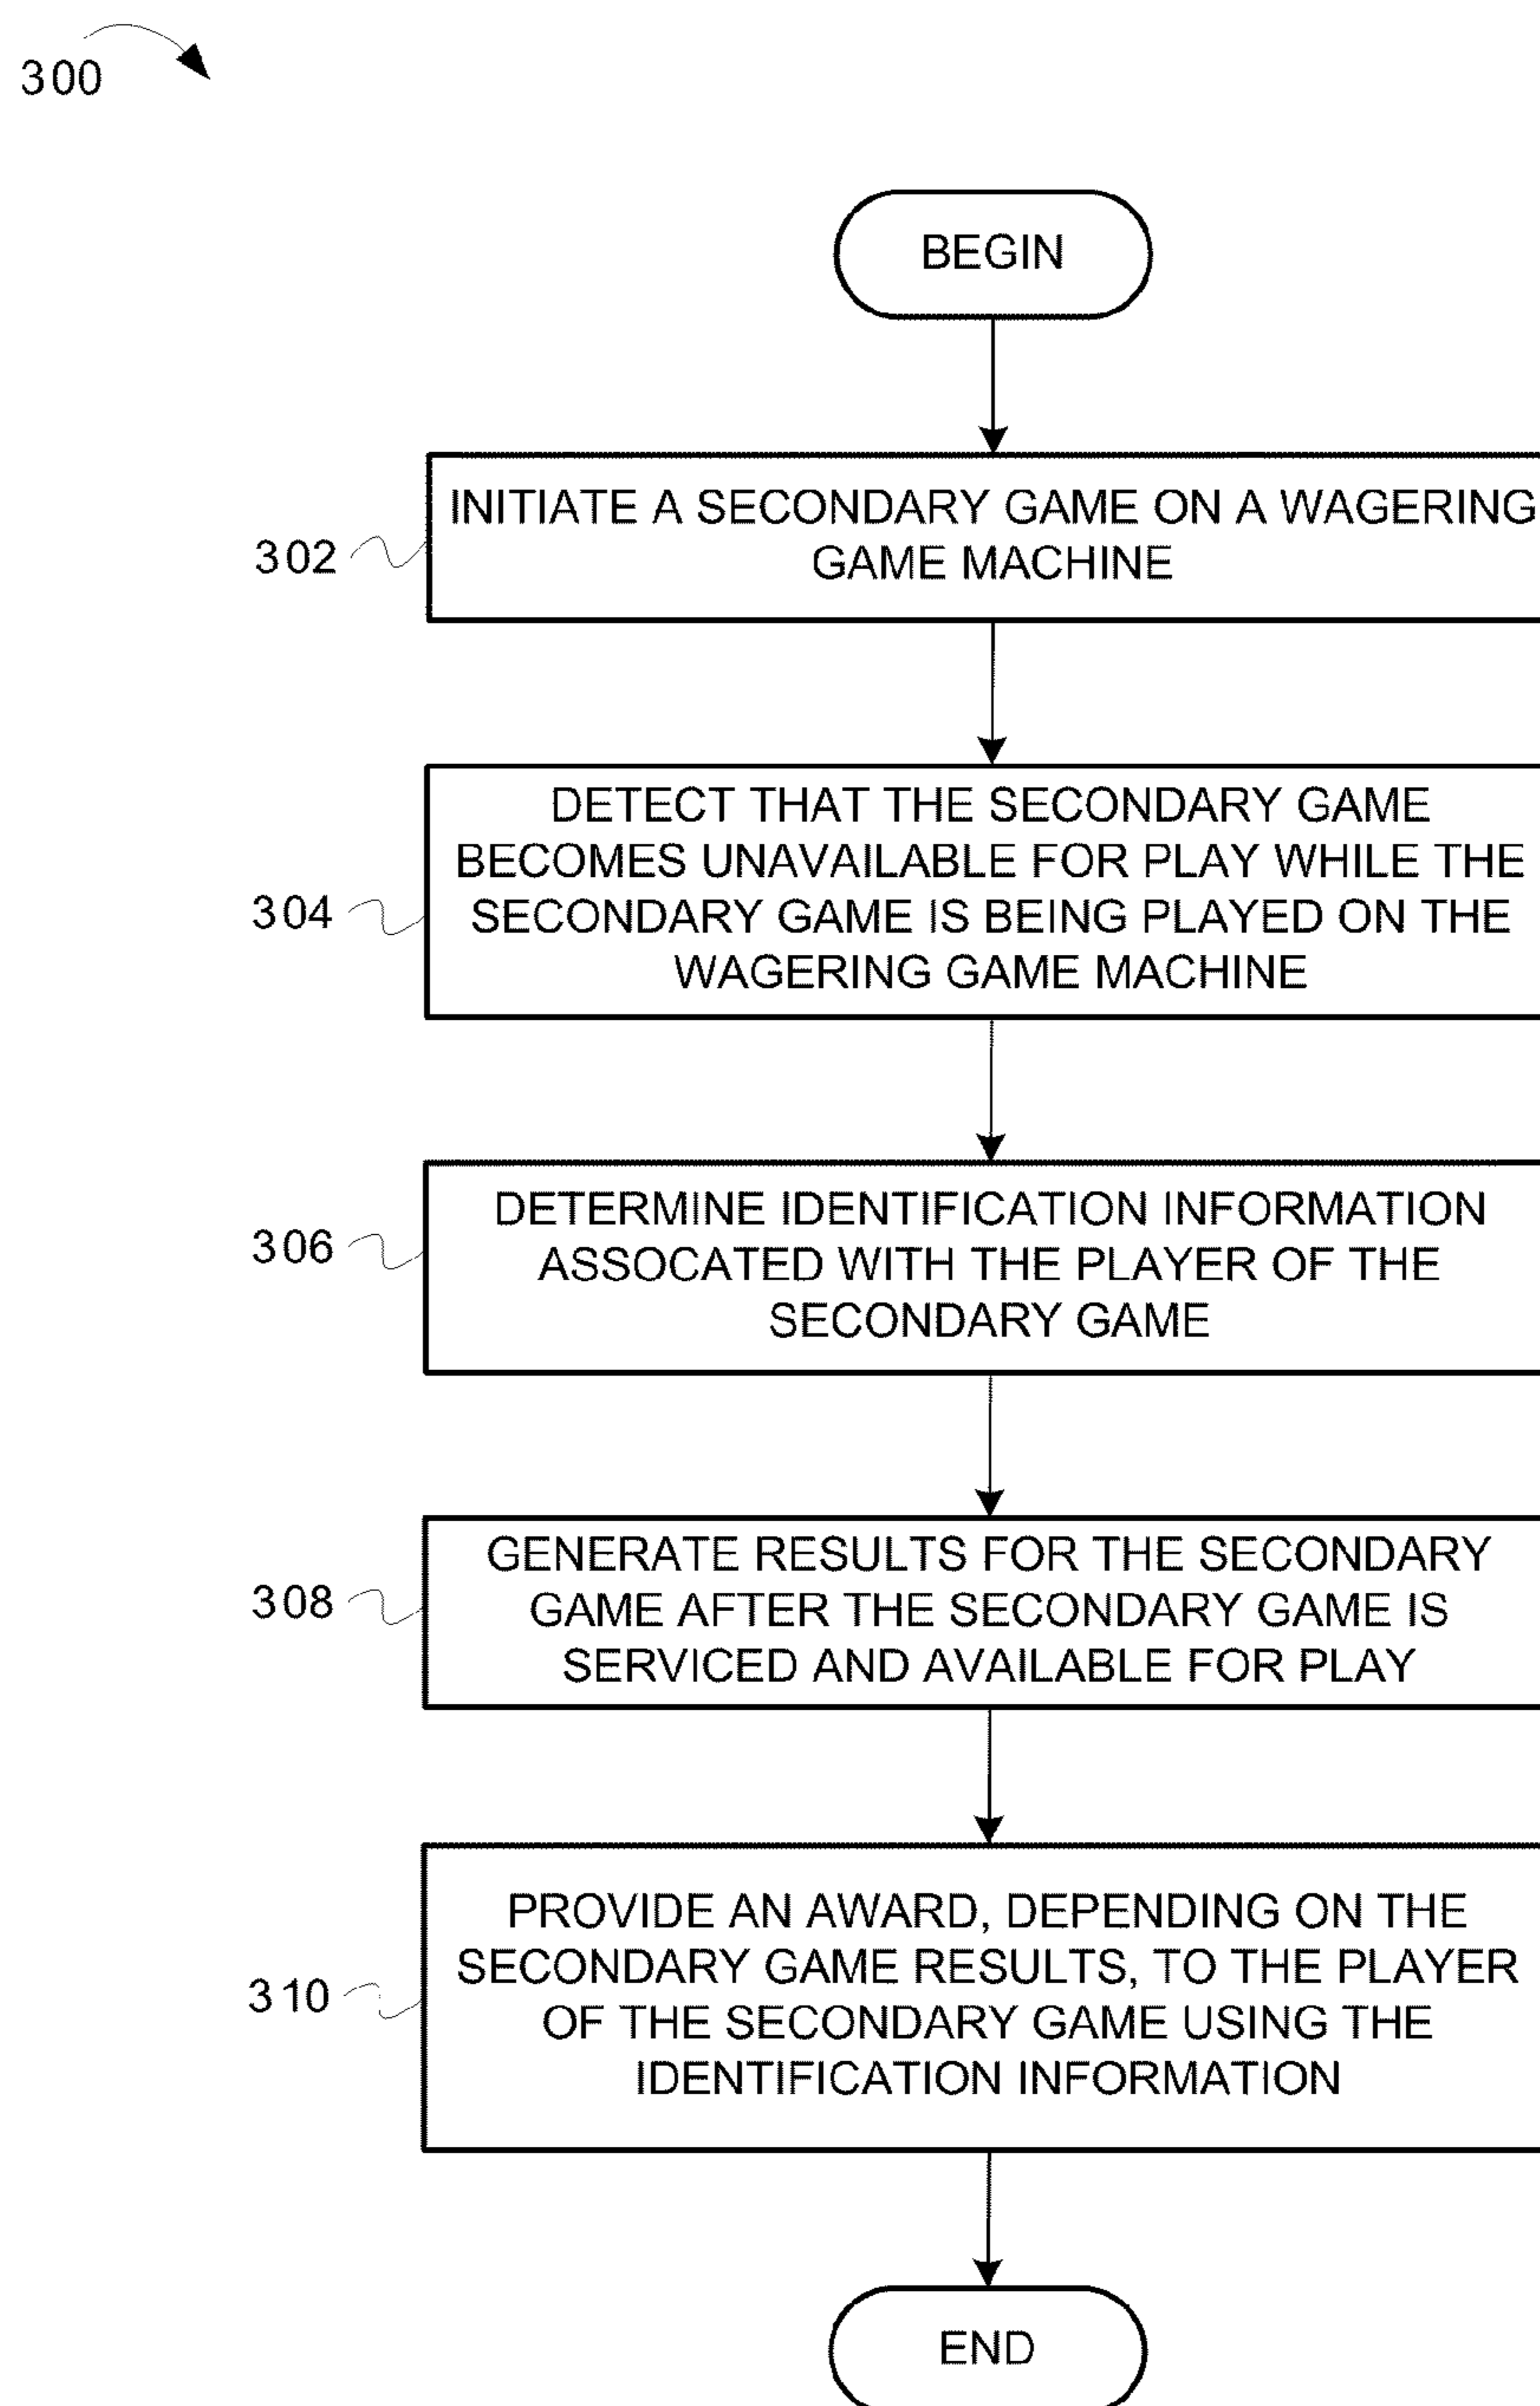 300
BEGIN
302
INITIATE A SECONDARY GAME ON A WAGERING
GAME MACHINE
304
DETECT THAT THE SECONDARY GAME
BECOMES UNAVAILABLE FOR PLAY WHILE THE
SECONDARY GAME IS BEING PLAYED ON THE
WAGERING GAME MACHINE
306
DETERMINE IDENTIFICATION INFORMATION
ASSOCATED WITH THE PLAYER OF THE
SECONDARY GAME
308
GENERATE RESULTS FOR THE SECONDARY
GAME AFTER THE SECONDARY GAME IS
SERVICED AND AVAILABLE FOR PLAY
310
PROVIDE AN AWARD, DEPENDING ON THE
SECONDARY GAME RESULTS, TO THE PLAYER
OF THE SECONDARY GAME USING THE
IDENTIFICATION INFORMATION
END